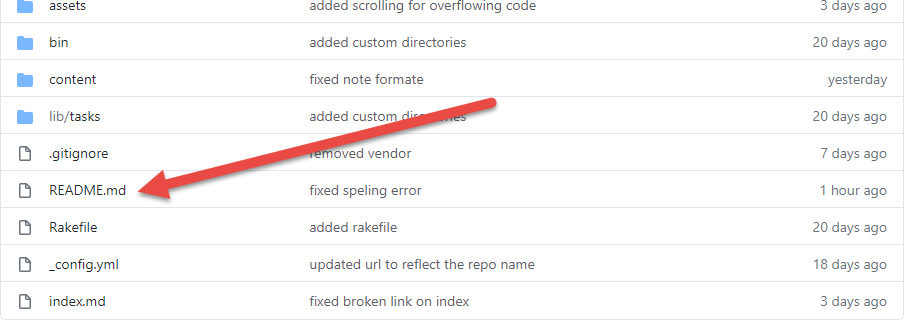 assets added scrolling for overflowing code 3 days ago
bin added custom directories 20 days ago
content fixed note formate yesterday
lib/tasks added custom directories 20 days ago
.gitignore removed vendor 7 days ago
README.md fixed speling error 1 hour ago
Rakefile added rakefile 20 days ago
_config.yml updated url to reflect the repo name 18 days ago
index.md fixed broken link on index 3 days ago